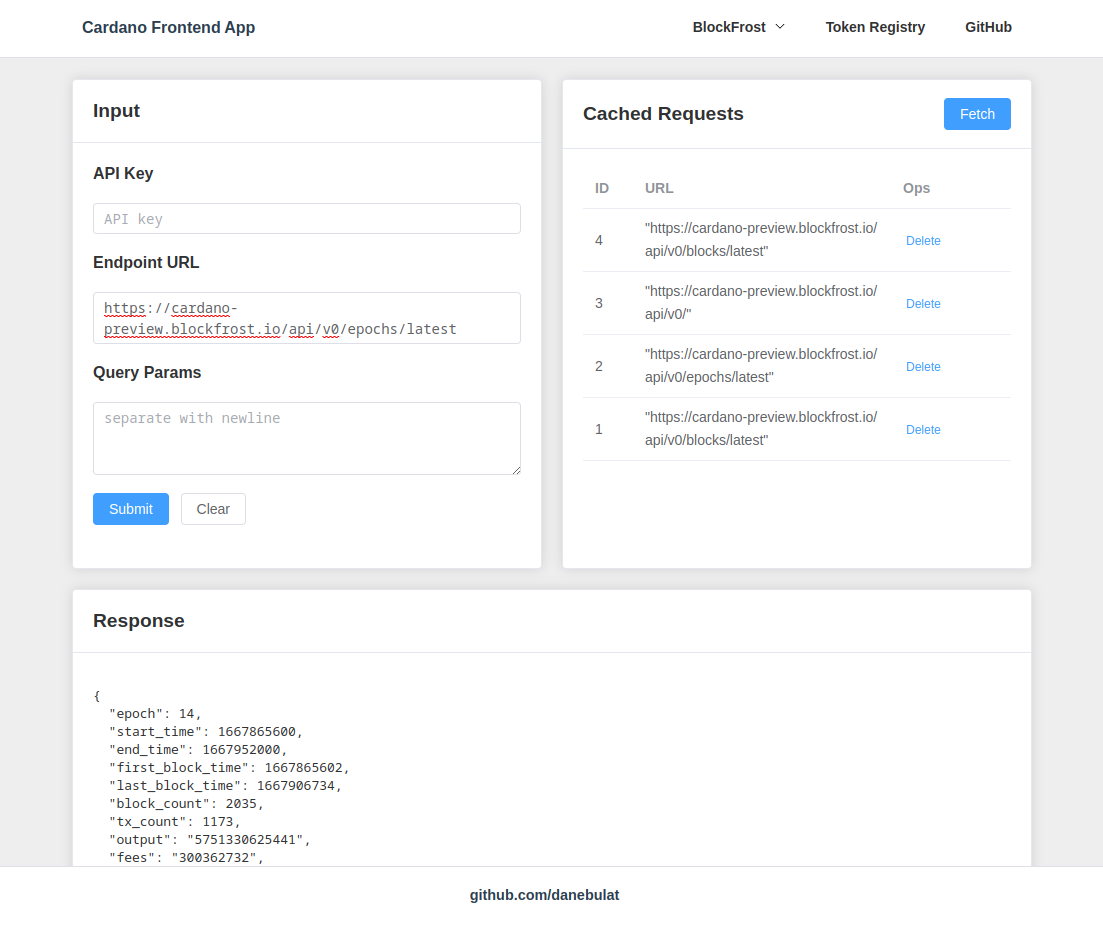 Cardano Frontend App
BlockFrost
Token Registry
GitHub
Input
API Key
API key
Endpoint URL
https://cardano-
preview.blockfrost.io/api/v0/epochs/latest
Query Params
separate with newline
Submit
Clear
Cached Requests
Fetch
ID URL Ops
4 "https://cardano-preview.blockfrost.io/
api/v0/blocks/latest" Delete
3 "https://cardano-preview.blockfrost.io/
api/v0/" Delete
2 "https://cardano-preview.blockfrost.io/
api/v0/epochs/latest" Delete
1 "https://cardano-preview.blockfrost.io/
api/v0/blocks/latest" Delete
Response
{
"epoch": 14,
"start_time": 1667865600,
"end_time": 1667952000,
"first_block_time": 1667865602,
"last_block_time": 1667906734,
"block_count": 2035,
"tx_count": 1173,
"output": "5751330625441",
"fees": "300362732",
github.com/danebulat